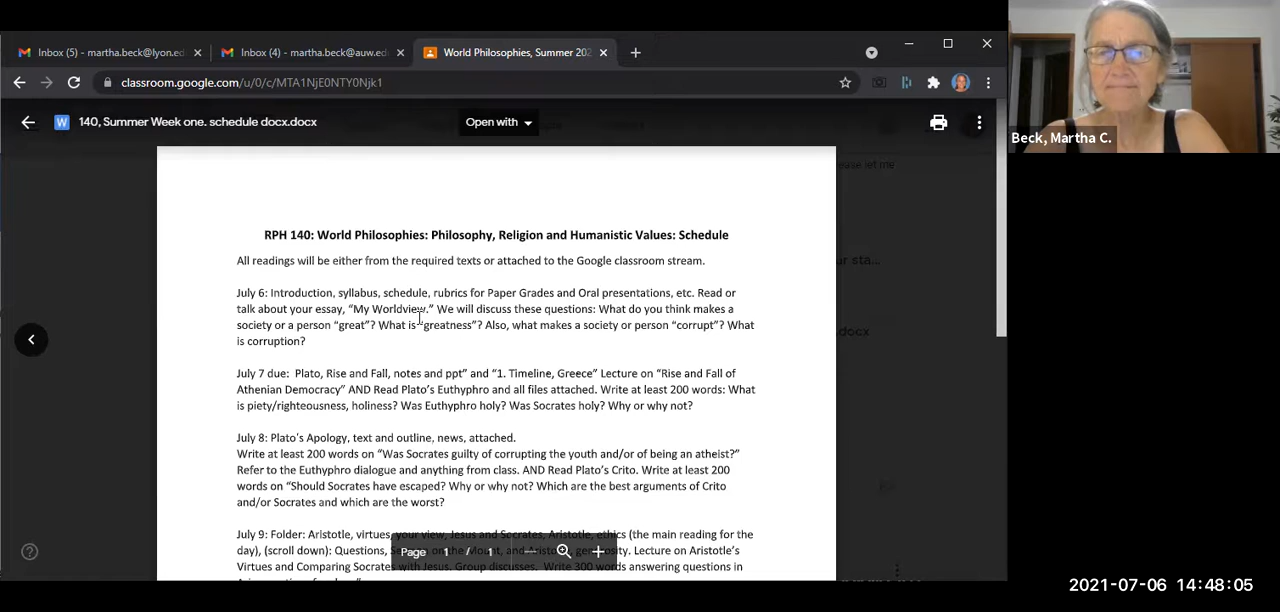 Inbox (5) - martha.beck@lyon.ed
Inbox (4) - martha.beck@auw.ed
World Philosophies, Summer 202
classroom.google.com/u/0/c/MTA1NjE0NTY0Njk1
140, Summer Week one. schedule docx.docx
Open with
Beck, Martha C.
RPH 140: World Philosophies: Philosophy, Religion and Humanistic Values: Schedule
All readings will be either from the required texts or attached to the Google classroom stream.
July 6: Introduction, syllabus, schedule, rubrics for Paper Grades and Oral presentations, etc. Read or
talk about your essay, “My Worldview.” We will discuss these questions: What do you think makes a
society or a person “great”? What is “greatness”? Also, what makes a society or person “corrupt”? What
is corruption?
July 7 due:  Plato, Rise and Fall, notes and ppt” and “1. Timeline, Greece” Lecture on “Rise and Fall of
Athenian Democracy” AND Read Plato’s Euthyphro and all files attached. Write at least 200 words: What
is piety/righteousness, holiness? Was Euthyphro holy? Was Socrates holy? Why or why not?
July 8: Plato’s Apology, text and outline, news, attached.
Write at least 200 words on “Was Socrates guilty of corrupting the youth and/or of being an atheist?”
Refer to the Euthyphro dialogue and anything from class. AND Read Plato’s Crito. Write at least 200
words on “Should Socrates have escaped? Why or why not? Which are the best arguments of Crito
and/or Socrates and which are the worst?
July 9: Folder: Aristotle, virtues, your view, Jesus and Socrates, Aristotle, ethics (the main reading for the
day), (scroll down): Questions, on the Mount, and generosity. Lecture on Aristotle’s
Virtues and Comparing Socrates with Jesus. Group discusses. Write 300 words answering questions in
Page 1 / 1
2021-07-06 14:48:05